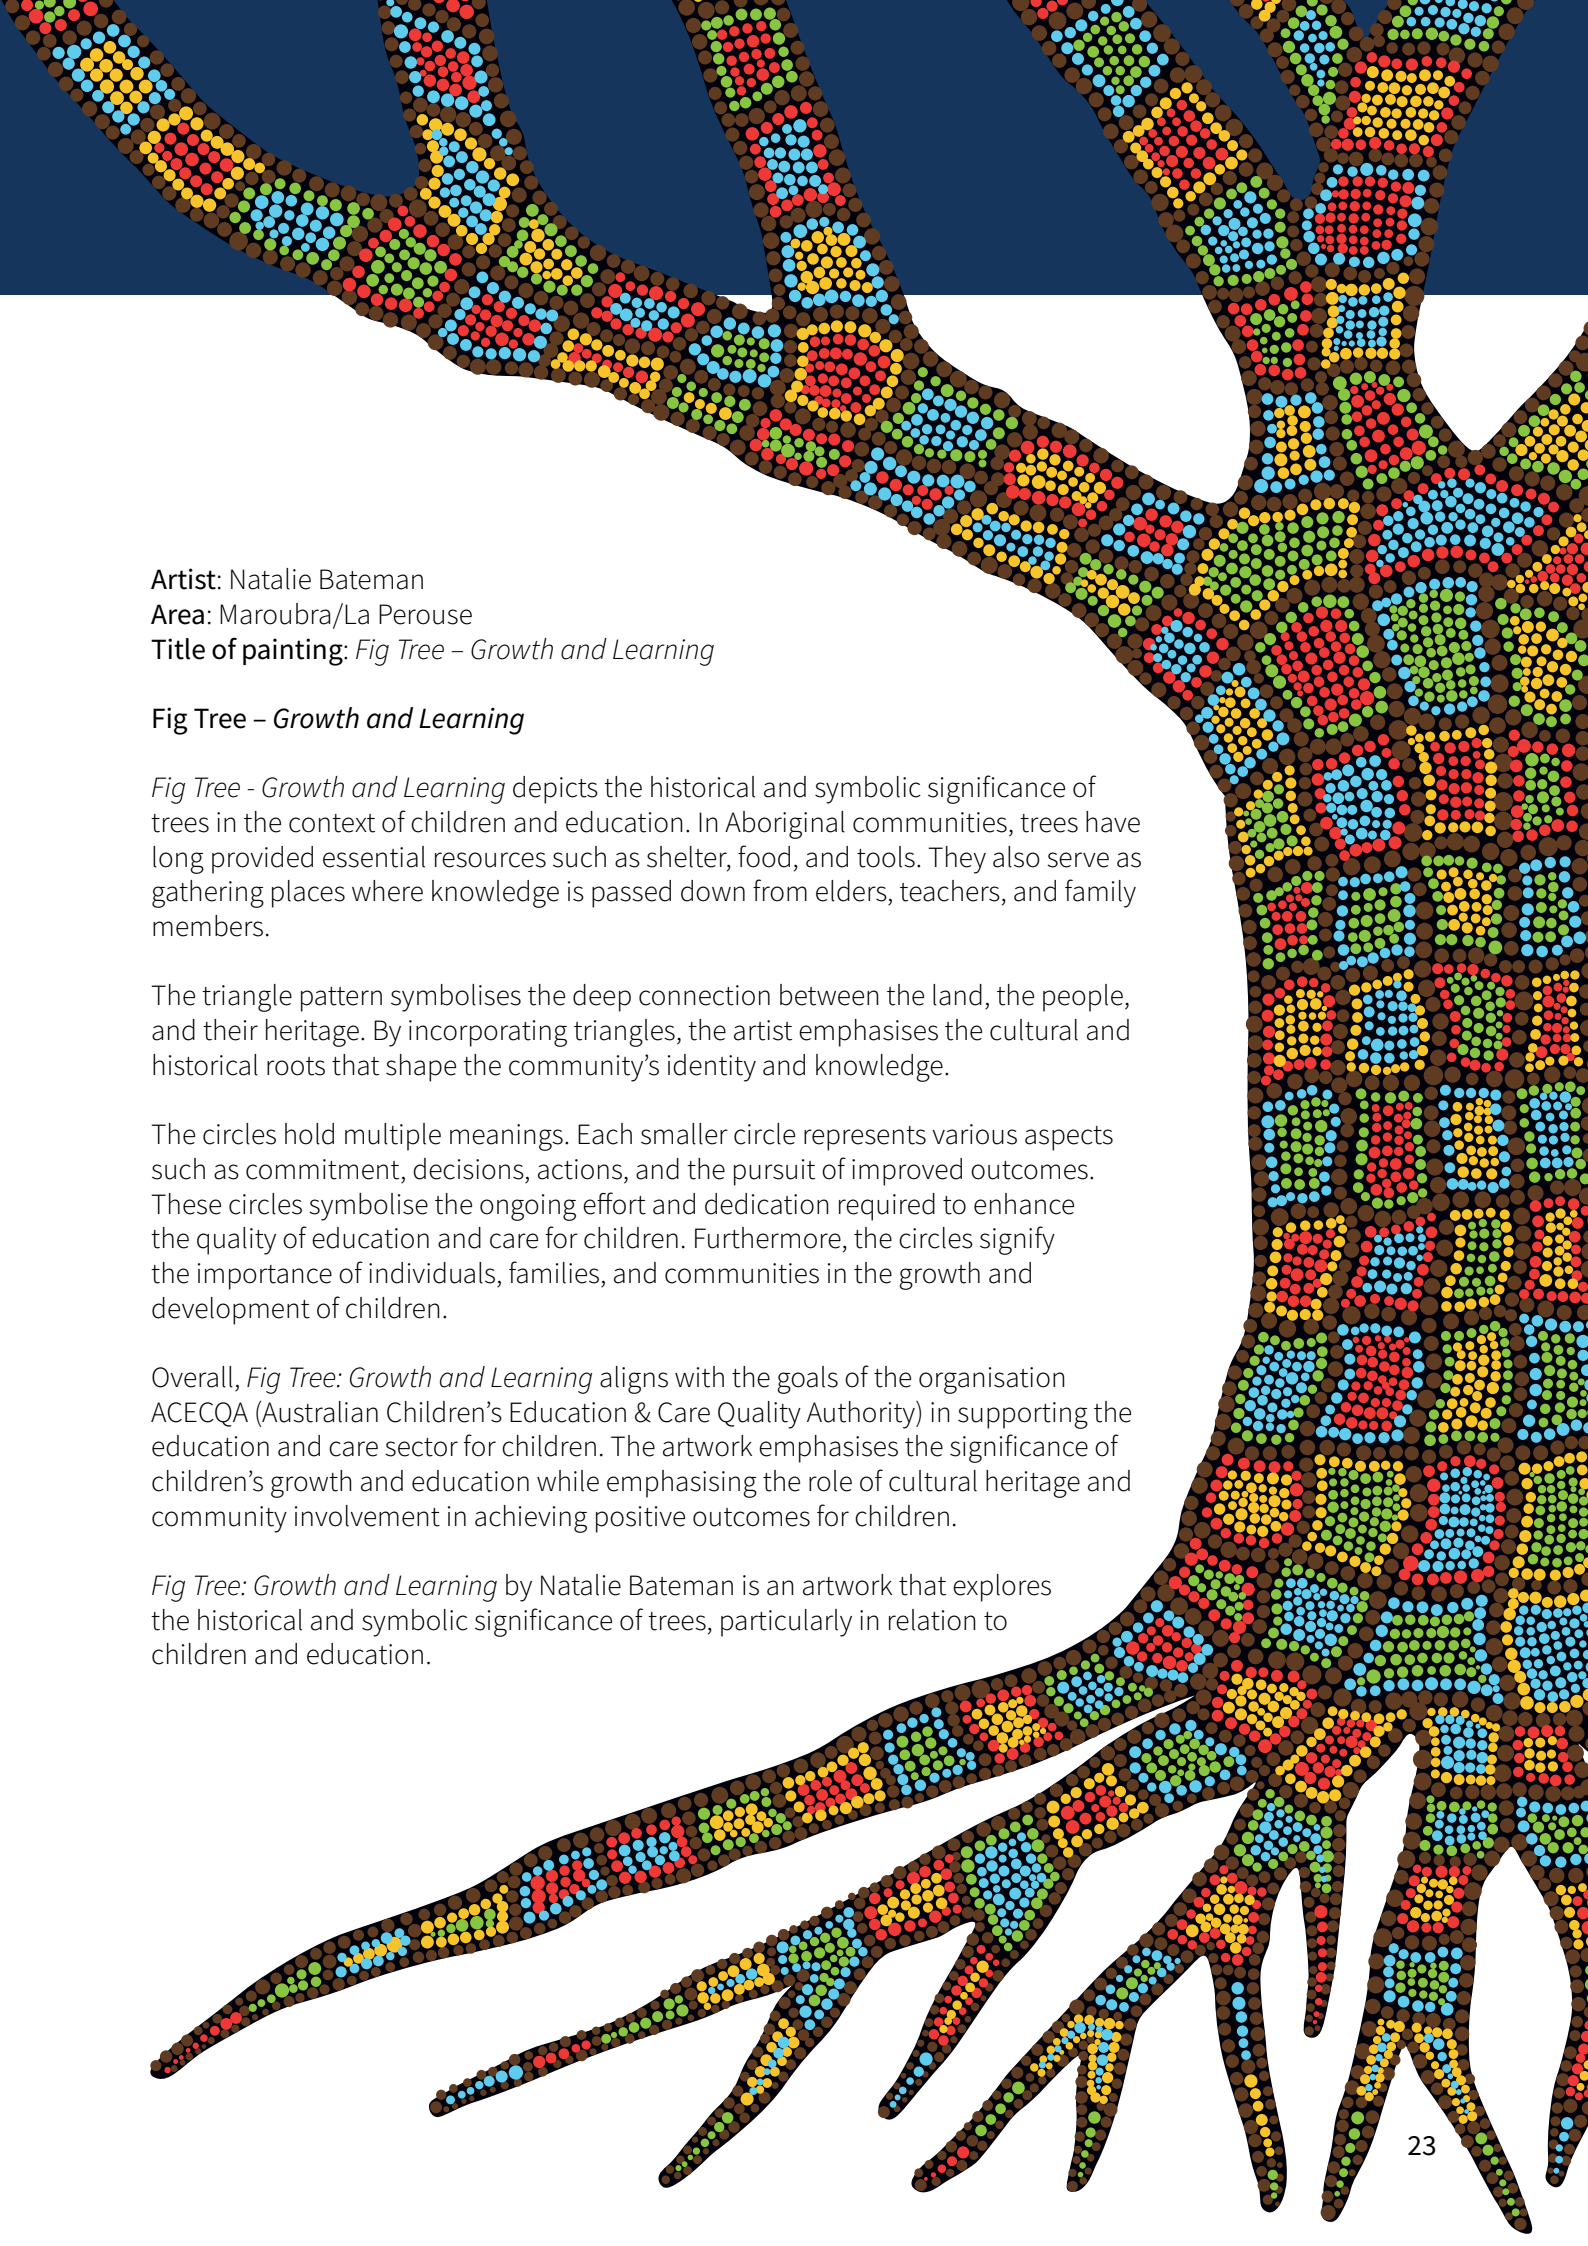 Artist: Natalie Bateman
Area: Maroubra/La Perouse
Title of painting: Fig Tree – Growth and Learning
Fig Tree – Growth and Learning
Fig Tree - Growth and Learning depicts the historical and symbolic significance of
trees in the context of children and education. In Aboriginal communities, trees have
long provided essential resources such as shelter, food, and tools. They also serve as
gathering places where knowledge is passed down from elders, teachers, and family
members.
The triangle pattern symbolises the deep connection between the land, the people,
and their heritage. By incorporating triangles, the artist emphasises the cultural and
historical roots that shape the community’s identity and knowledge.
The circles hold multiple meanings. Each smaller circle represents various aspects
such as commitment, decisions, actions, and the pursuit of improved outcomes.
These circles symbolise the ongoing effort and dedication required to enhance
the quality of education and care for children. Furthermore, the circles signify
the importance of individuals, families, and communities in the growth and
development of children.
Overall, Fig Tree: Growth and Learning aligns with the goals of the organisation
ACECQA (Australian Children’s Education & Care Quality Authority) in supporting the
education and care sector for children. The artwork emphasises the significance of
children’s growth and education while emphasising the role of cultural heritage and
community involvement in achieving positive outcomes for children.
Fig Tree: Growth and Learning by Natalie Bateman is an artwork that explores
the historical and symbolic significance of trees, particularly in relation to
children and education.
23